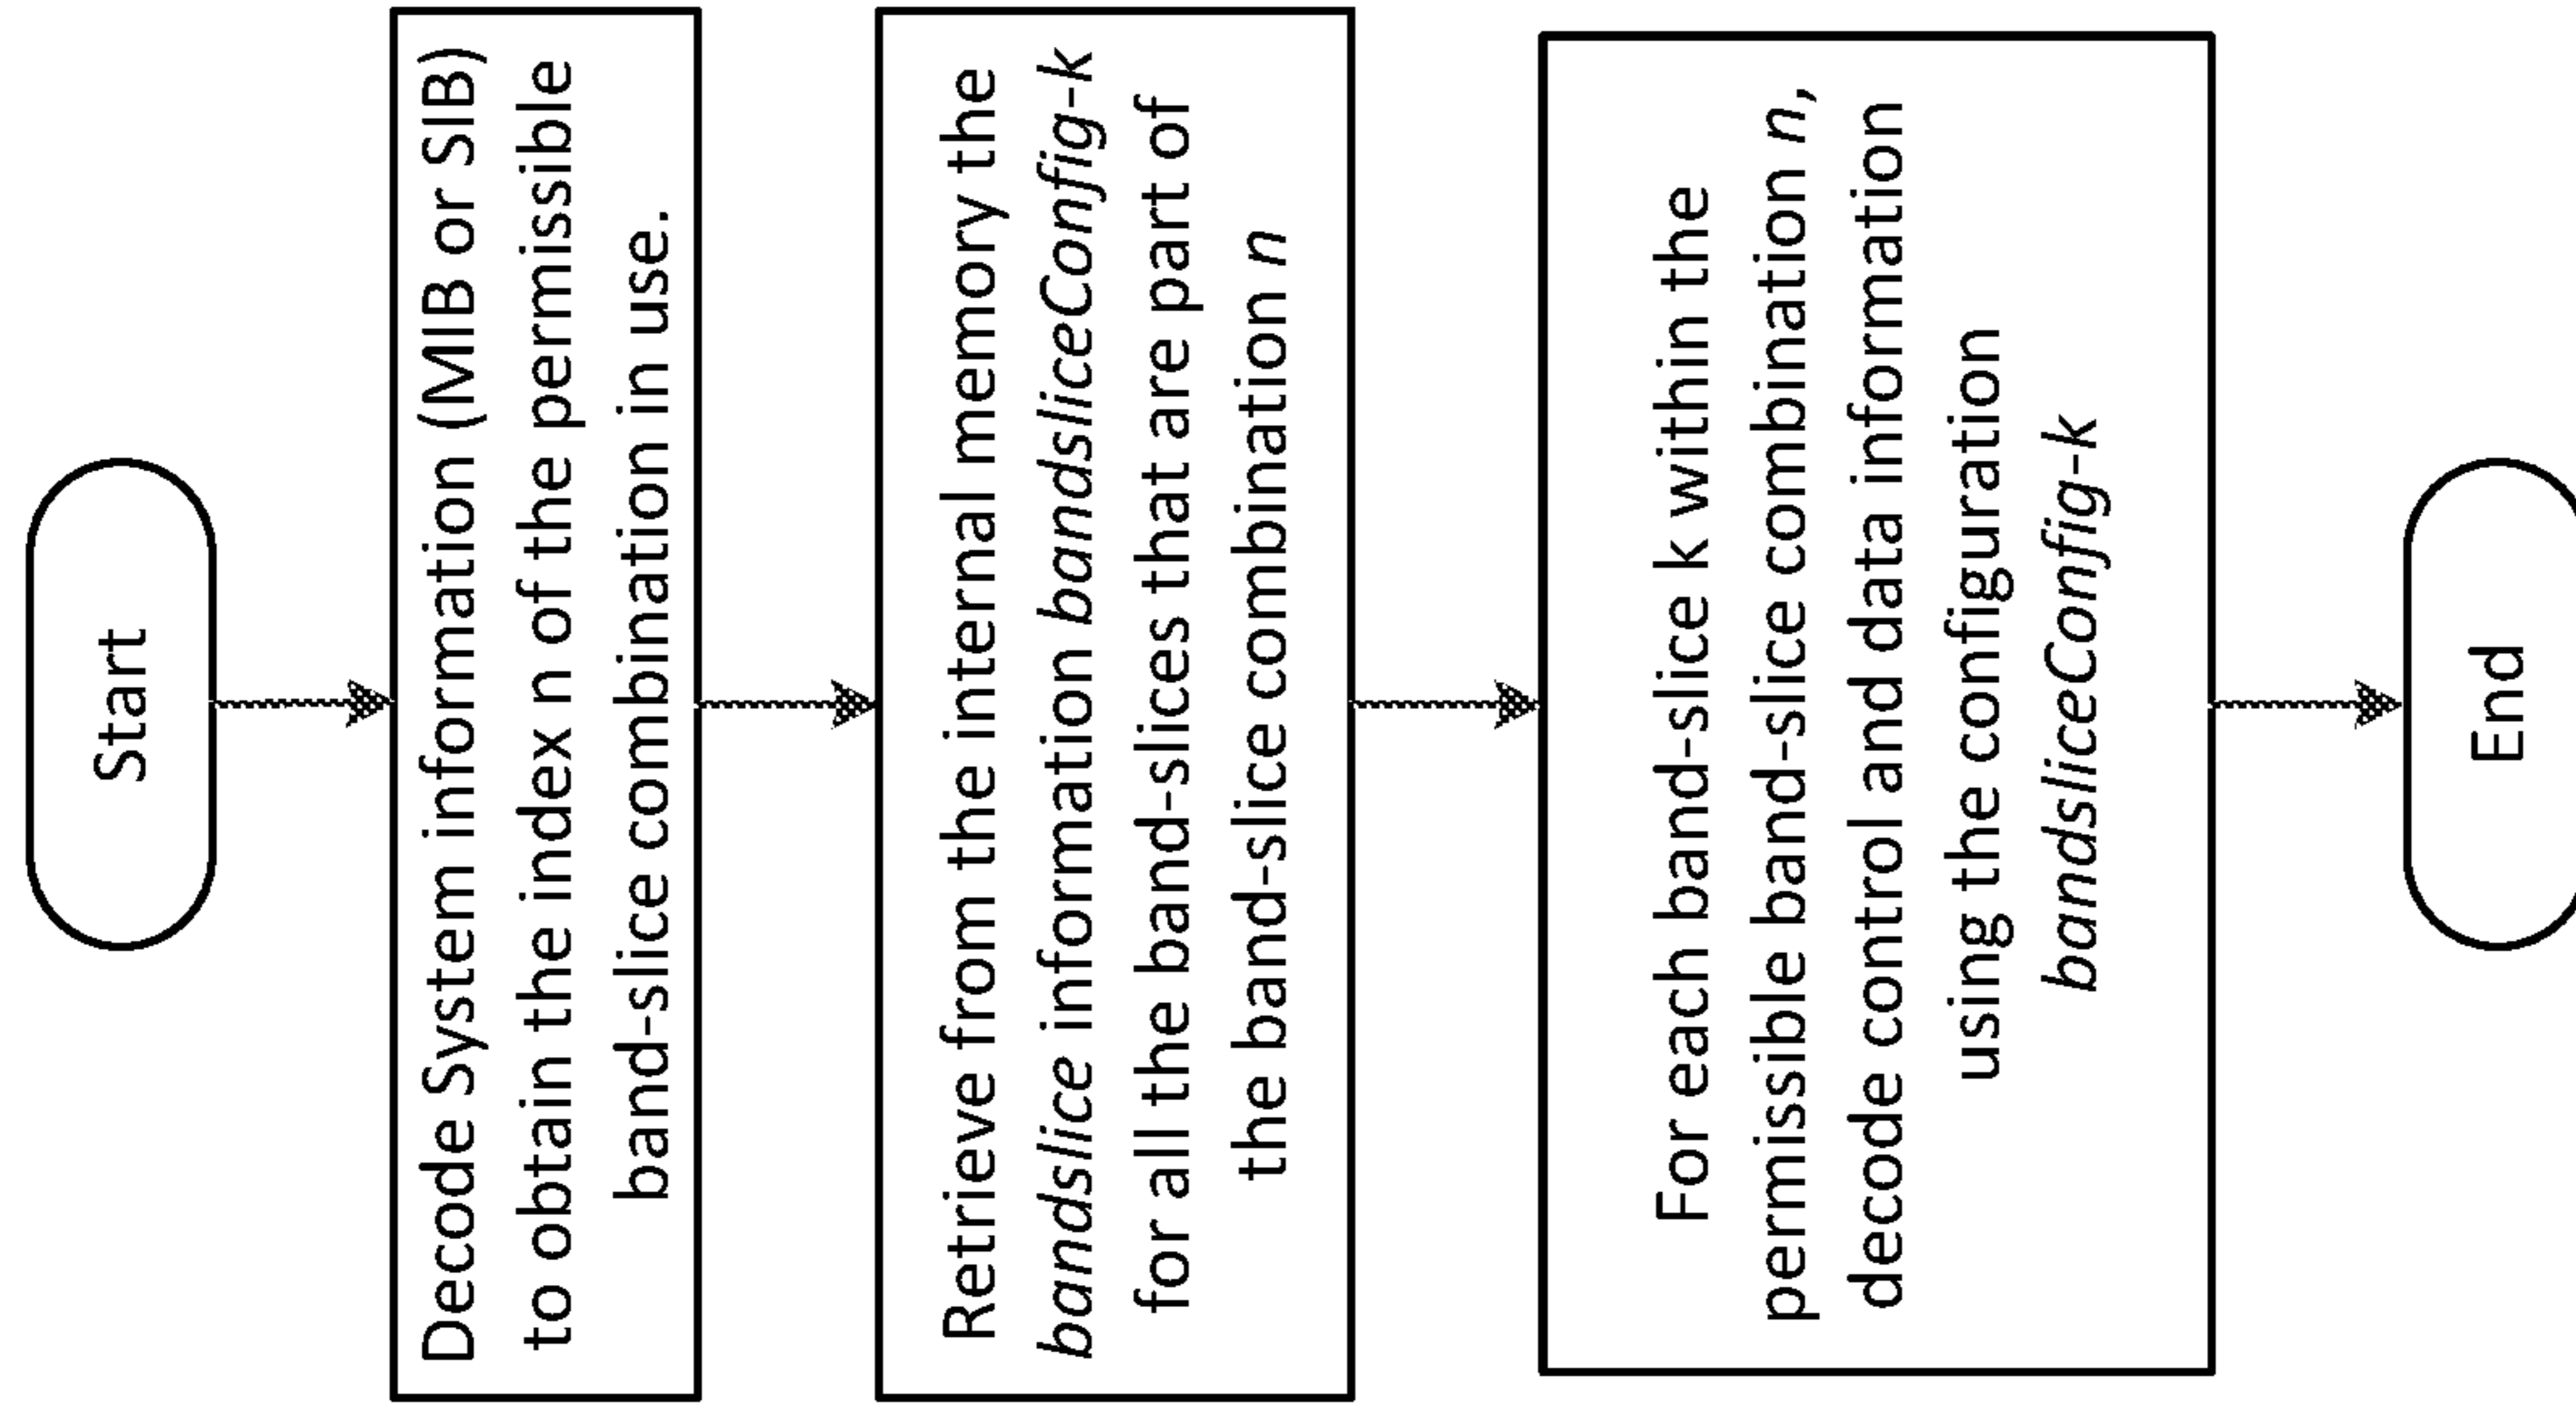 Start
Decode System information (MIB or SIB)
to obtain the index n of the permissible
band-slice combination in use.
Retrieve from the internal memory the
bandslice information bandsliceConfig-k
for all the band-slices that are part of
the band-slice combination n
For each band-slice k within the
permissible band-slice combination n,
decode control and data information
using the configuration
bandsliceConfig-k
End